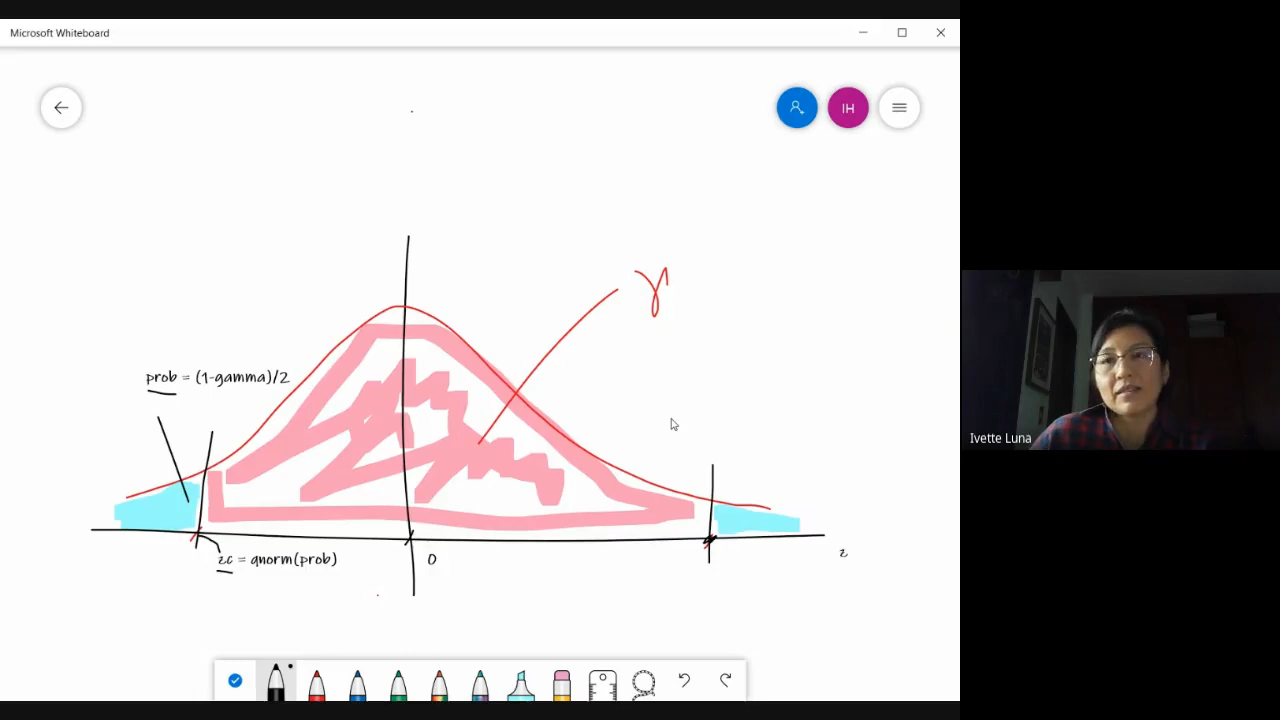 Microsoft Whiteboard
IH
γ
prob = (1-gamma)/2
Ivette Luna
zc = qnorm(prob)
0
z